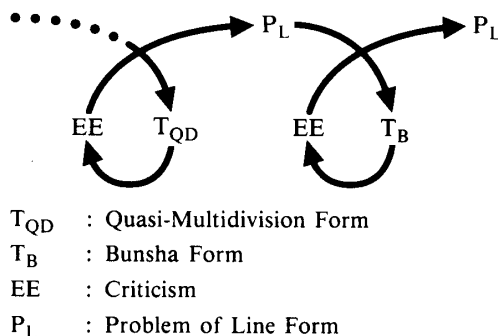 P_L P_L
EE T_QD EE T_B
T_QD : Quasi-Multidivision Form
T_B : Bunsha Form
EE : Criticism
P_L : Problem of Line Form